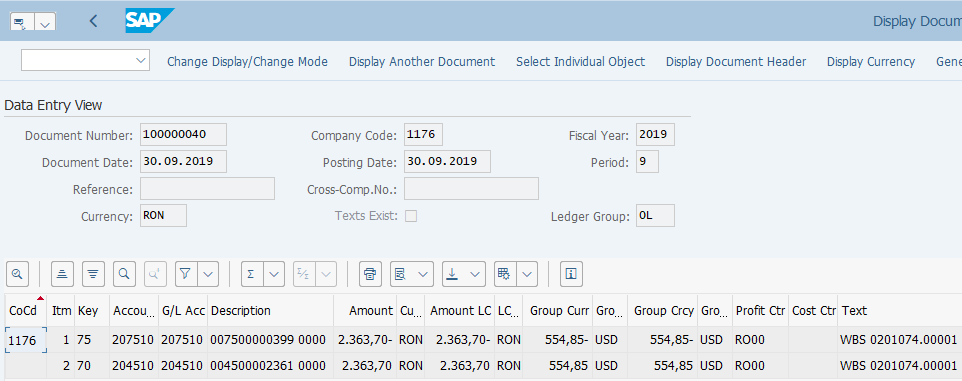 SAP Display Docum
Change Display/Change Mode Display Another Document Select Individual Object Display Document Header Display Currency Gene
Data Entry View
Document Number: 100000040 Company Code: 1176 Fiscal Year: 2019
Document Date: 30.09.2019 Posting Date: 30.09.2019 Period: 9
Reference: Cross-Comp.No.:
Currency: RON Texts Exist: Ledger Group: 0L
CoCd Itm Key Accou... G/L Acc Description Amount Cu... Amount LC LC... Group Curr Gro... Group Crcy Gro... Profit Ctr Cost Ctr Text
1176 1 75 207510 207510 007500000399 0000 2.363,70- RON 2.363,70- RON 554,85- USD 554,85- USD RO00 WBS 0201074.00001
2 70 204510 204510 004500002361 0000 2.363,70 RON 2.363,70 RON 554,85 USD 554,85 USD RO00 WBS 0201074.00001